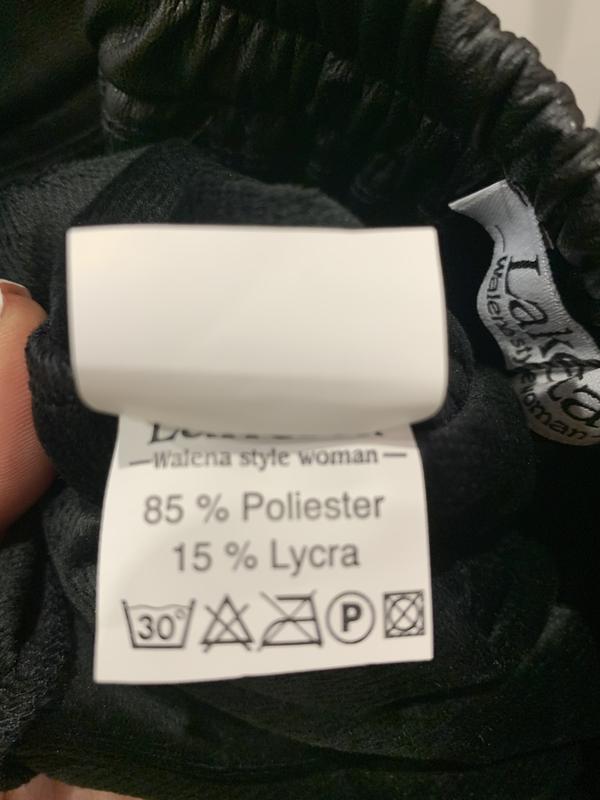 —Walena style woman—
85 % Poliester
15 % Lycra
30° P
Walena style woman